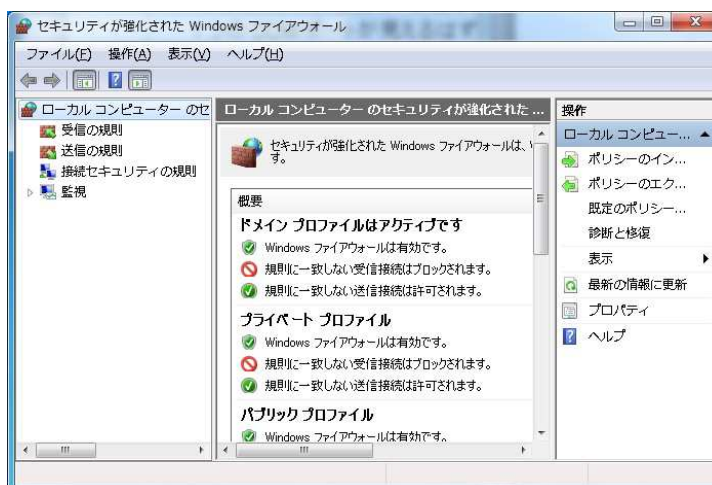 セキュリティが強化された Windows ファイアウォール
ファイル(F) 操作(A) 表示(V) ヘルプ(H)
ローカル コンピューター のセ
受信の規則
送信の規則
接続セキュリティの規則
監視
ローカル コンピューター のセキュリティが強化された ...
セキュリティが強化された Windows ファイアウォールは、
す。
概要
ドメイン プロファイルはアクティブです
Windows ファイアウォールは有効です。
規則に一致しない受信接続はブロックされます。
規則に一致しない送信接続は許可されます。
プライベート プロファイル
Windows ファイアウォールは有効です。
規則に一致しない受信接続はブロックされます。
規則に一致しない送信接続は許可されます。
パブリック プロファイル
Windows ファイアウォールは有効です。
操作
ローカル コンピュー...
ポリシーのイン...
ポリシーのエク...
既定のポリシー...
診断と修復
表示
最新の情報に更新
プロパティ
ヘルプ